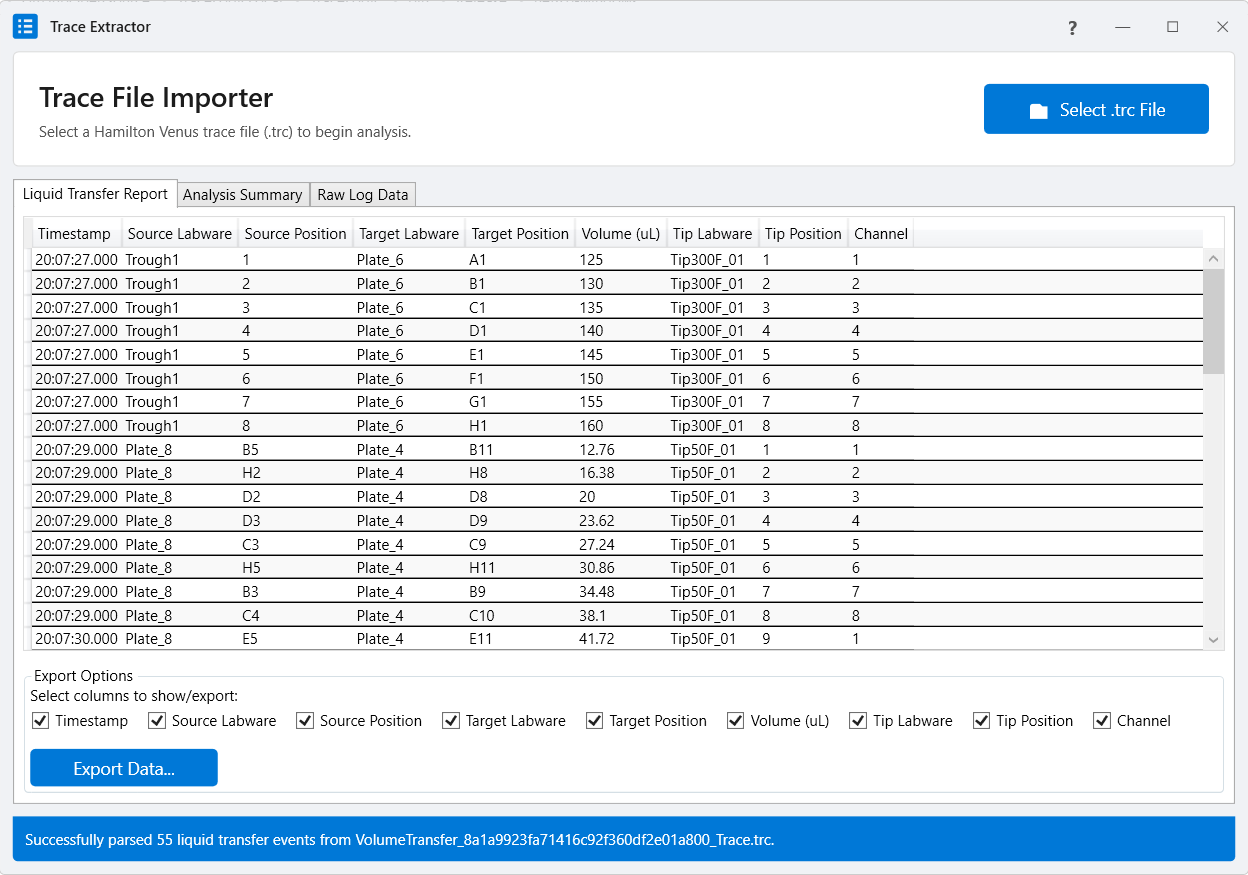 Trace Extractor
?
Trace File Importer
Select a Hamilton Venus trace file (.trc) to begin analysis.
Select .trc File
Liquid Transfer Report Analysis Summary Raw Log Data
Timestamp Source Labware Source Position Target Labware Target Position Volume (uL) Tip Labware Tip Position Channel
20:07:27.000 Trough1 1 Plate_6 A1 125 Tip300F_01 1 1
20:07:27.000 Trough1 2 Plate_6 B1 130 Tip300F_01 2 2
20:07:27.000 Trough1 3 Plate_6 C1 135 Tip300F_01 3 3
20:07:27.000 Trough1 4 Plate_6 D1 140 Tip300F_01 4 4
20:07:27.000 Trough1 5 Plate_6 E1 145 Tip300F_01 5 5
20:07:27.000 Trough1 6 Plate_6 F1 150 Tip300F_01 6 6
20:07:27.000 Trough1 7 Plate_6 G1 155 Tip300F_01 7 7
20:07:27.000 Trough1 8 Plate_6 H1 160 Tip300F_01 8 8
20:07:29.000 Plate_8 B5 Plate_4 B11 12.76 Tip50F_01 1 1
20:07:29.000 Plate_8 H2 Plate_4 H8 16.38 Tip50F_01 2 2
20:07:29.000 Plate_8 D2 Plate_4 D8 20 Tip50F_01 3 3
20:07:29.000 Plate_8 D3 Plate_4 D9 23.62 Tip50F_01 4 4
20:07:29.000 Plate_8 C3 Plate_4 C9 27.24 Tip50F_01 5 5
20:07:29.000 Plate_8 H5 Plate_4 H11 30.86 Tip50F_01 6 6
20:07:29.000 Plate_8 B3 Plate_4 B9 34.48 Tip50F_01 7 7
20:07:29.000 Plate_8 C4 Plate_4 C10 38.1 Tip50F_01 8 8
20:07:30.000 Plate_8 E5 Plate_4 E11 41.72 Tip50F_01 9 1
Export Options
Select columns to show/export:
Timestamp Source Labware Source Position Target Labware Target Position Volume (uL) Tip Labware Tip Position Channel
Export Data...
Successfully parsed 55 liquid transfer events from VolumeTransfer_8a1a9923fa71416c92f360df2e01a800_Trace.trc.